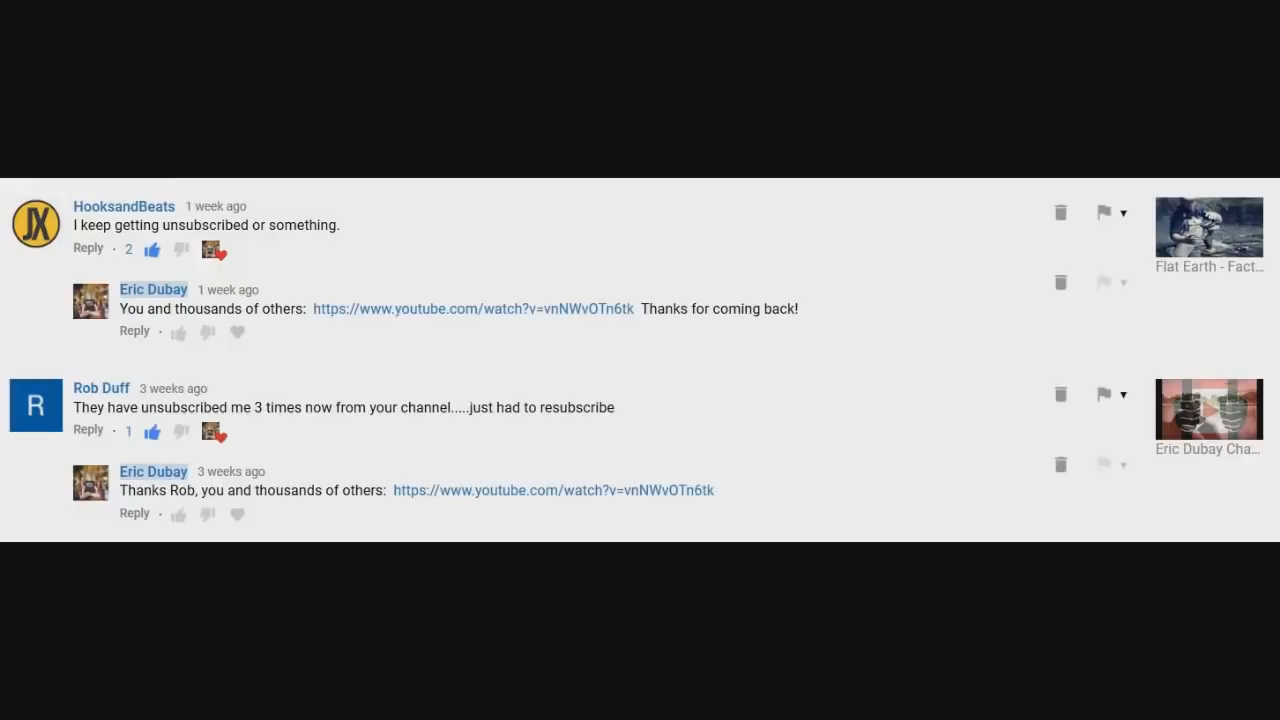 JX
HooksandBeats 1 week ago
I keep getting unsubscribed or something.
Reply · 2
Flat Earth - Fact...
Eric Dubay 1 week ago
You and thousands of others: https://www.youtube.com/watch?v=vnNWvOTn6tk Thanks for coming back!
Reply ·
R
Rob Duff 3 weeks ago
They have unsubscribed me 3 times now from your channel.....just had to resubscribe
Reply · 1
Eric Dubay Cha...
Eric Dubay 3 weeks ago
Thanks Rob, you and thousands of others: https://www.youtube.com/watch?v=vnNWvOTn6tk
Reply ·